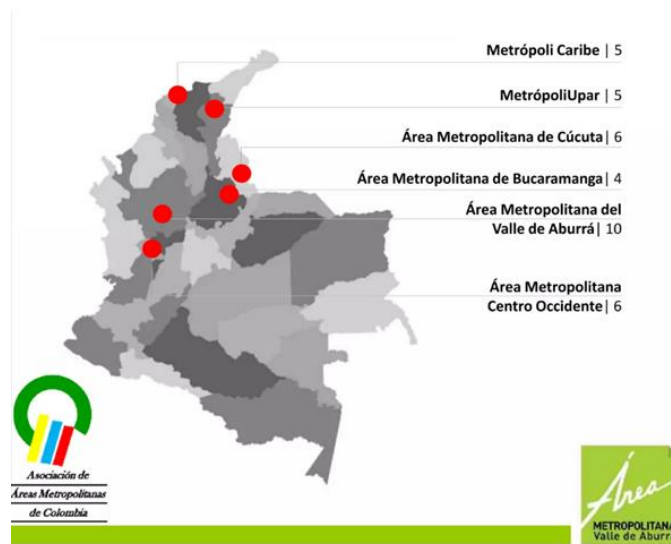 Metrópoli Caribe | 5
MetrópoliUpar | 5
Área Metropolitana de Cúcuta | 6
Área Metropolitana de Bucaramanga | 4
Área Metropolitana del
Valle de Aburrá | 10
Área Metropolitana
Centro Occidente | 6
Asociación de
Áreas Metropolitanas
de Colombia
Área
METROPOLITANA
Valle de Aburrá